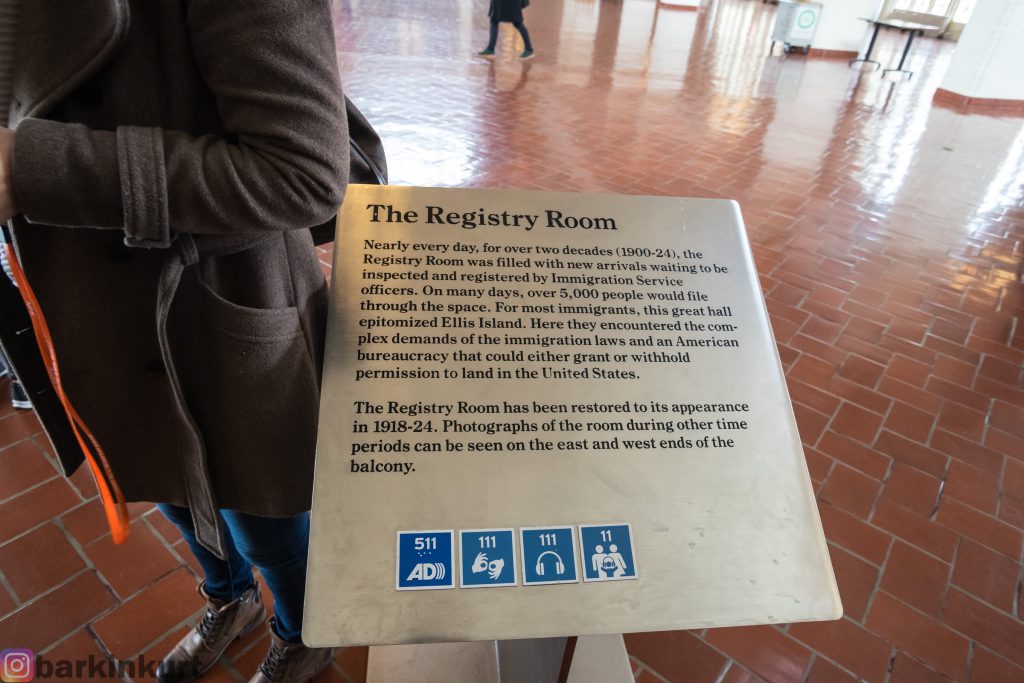 The Registry Room
Nearly every day, for over two decades (1900-24), the
Registry Room was filled with new arrivals waiting to be
inspected and registered by Immigration Service
officers. On many days, over 5,000 people would file
through the space. For most immigrants, this great hall
epitomized Ellis Island. Here they encountered the com-
plex demands of the immigration laws and an American
bureaucracy that could either grant or withhold
permission to land in the United States.
The Registry Room has been restored to its appearance
in 1918-24. Photographs of the room during other time
periods can be seen on the east and west ends of the
balcony.
511 111 111 11
AD
barkinkurt